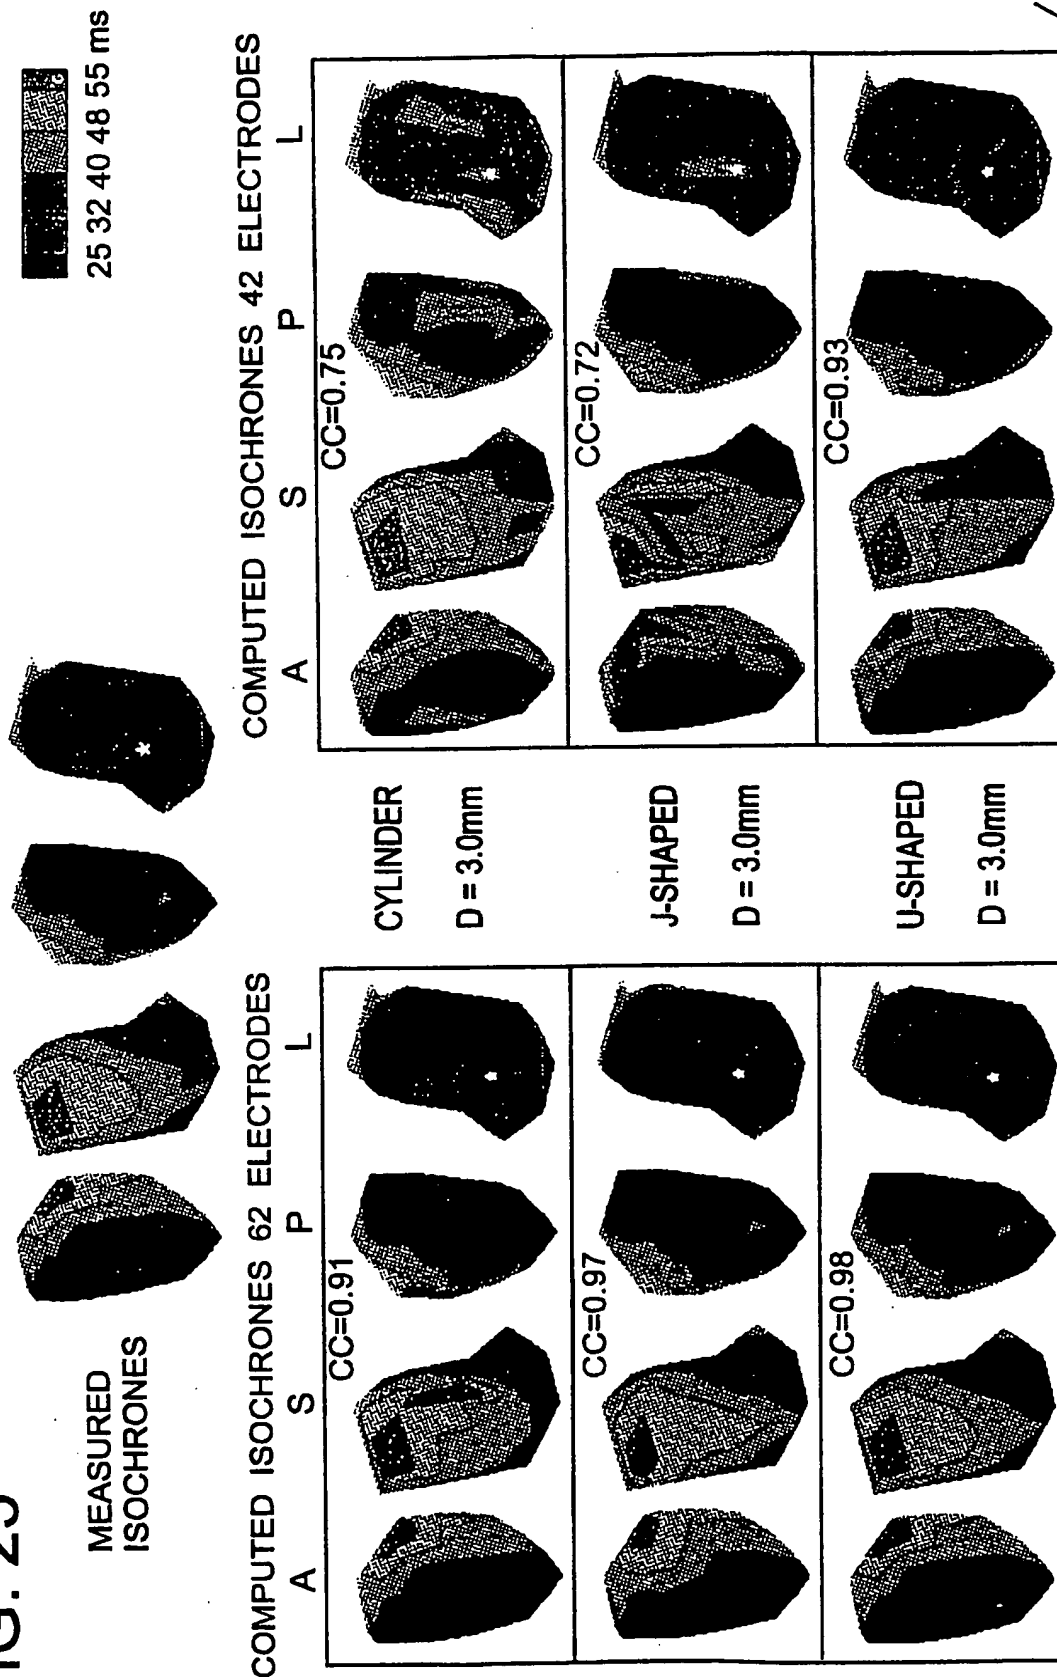 MEASURED
ISOCHRONES
25 32 40 48 55 ms
COMPUTED ISOCHRONES 62 ELECTRODES
A S P L
CC=0.91
CC=0.97
CC=0.98
CYLINDER
D = 3.0mm
J-SHAPED
D = 3.0mm
U-SHAPED
D = 3.0mm
COMPUTED ISOCHRONES 42 ELECTRODES
A S P L
CC=0.75
CC=0.72
CC=0.93